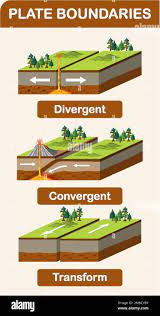 PLATE BOUNDARIES
Divergent
Convergent
Transform
alamy